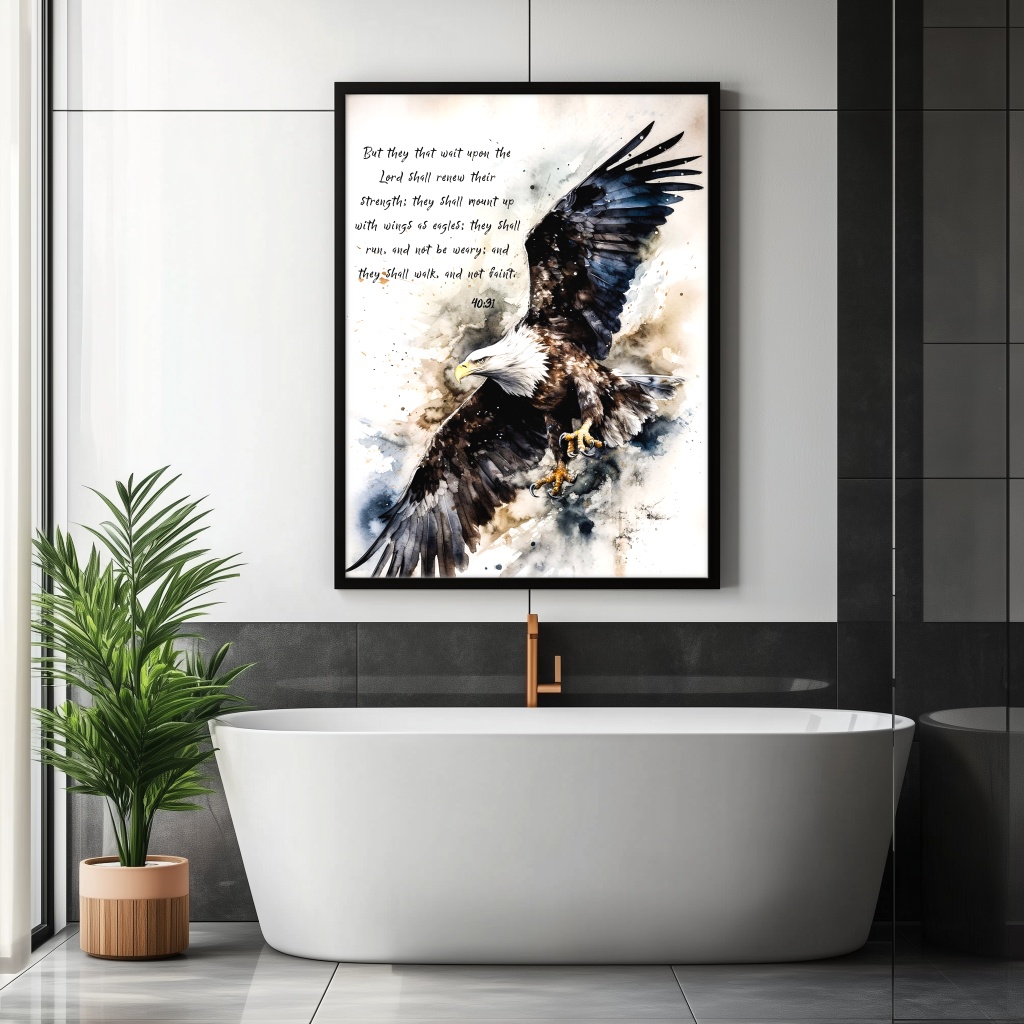 But they that wait upon the
Lord shall renew their
strength; they shall mount up
with wings as eagles; they shall
run, and not be weary; and
they shall walk, and not faint.
40:31